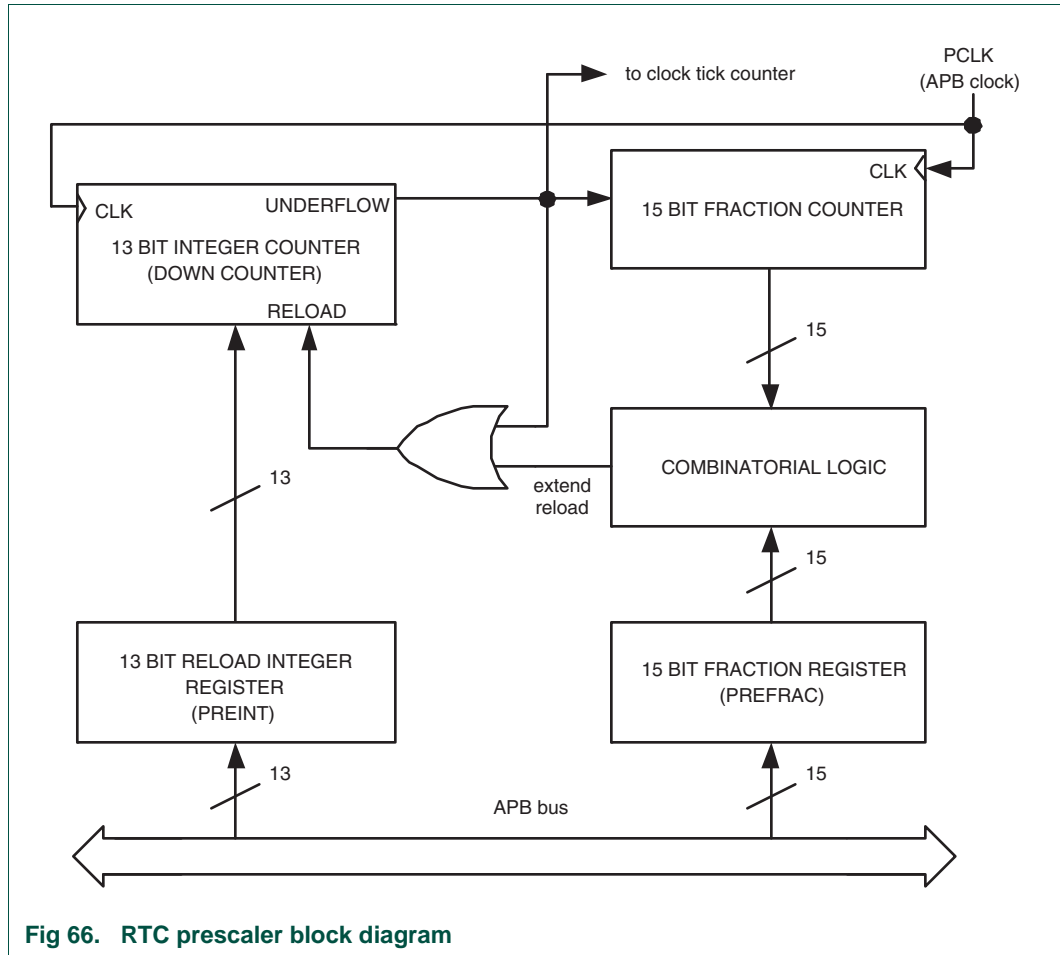 to clock tick counter
PCLK
(APB clock)
CLK
UNDERFLOW
13 BIT INTEGER COUNTER
(DOWN COUNTER)
RELOAD
CLK
15 BIT FRACTION COUNTER
15
COMBINATORIAL LOGIC
extend
reload
13
15
13 BIT RELOAD INTEGER
REGISTER
(PREINT)
15 BIT FRACTION REGISTER
(PREFRAC)
13
15
APB bus
Fig 66. RTC prescaler block diagram